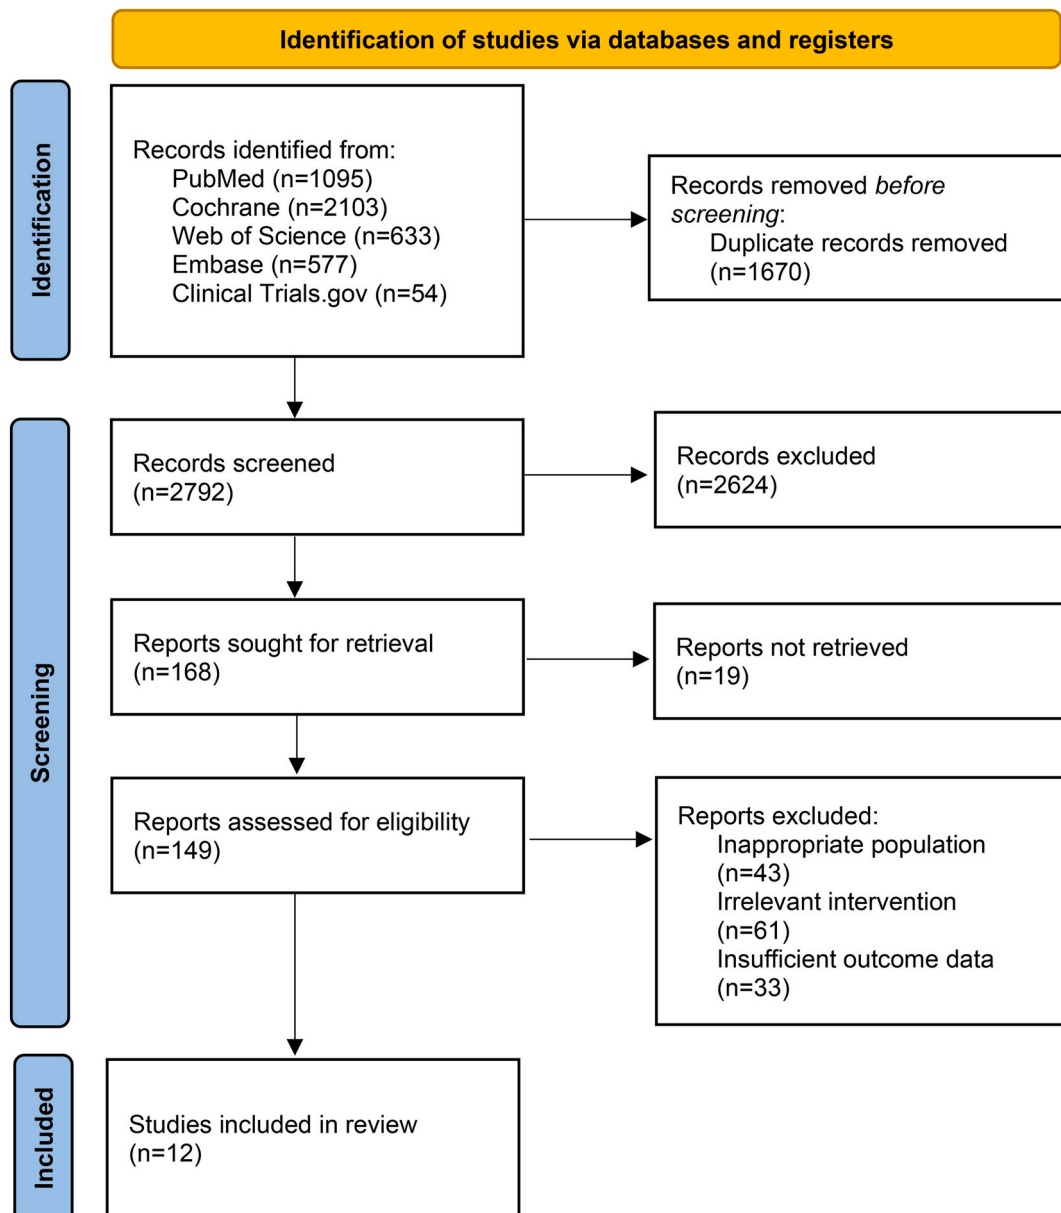 Identification of studies via databases and registers
Identification
Records identified from:
PubMed (n=1095)
Cochrane (n=2103)
Web of Science (n=633)
Embase (n=577)
Clinical Trials.gov (n=54)
Records removed before
screening:
Duplicate records removed
(n=1670)
Screening
Records screened
(n=2792)
Records excluded
(n=2624)
Reports sought for retrieval
(n=168)
Reports not retrieved
(n=19)
Reports assessed for eligibility
(n=149)
Reports excluded:
Inappropriate population
(n=43)
Irrelevant intervention
(n=61)
Insufficient outcome data
(n=33)
Included
Studies included in review
(n=12)